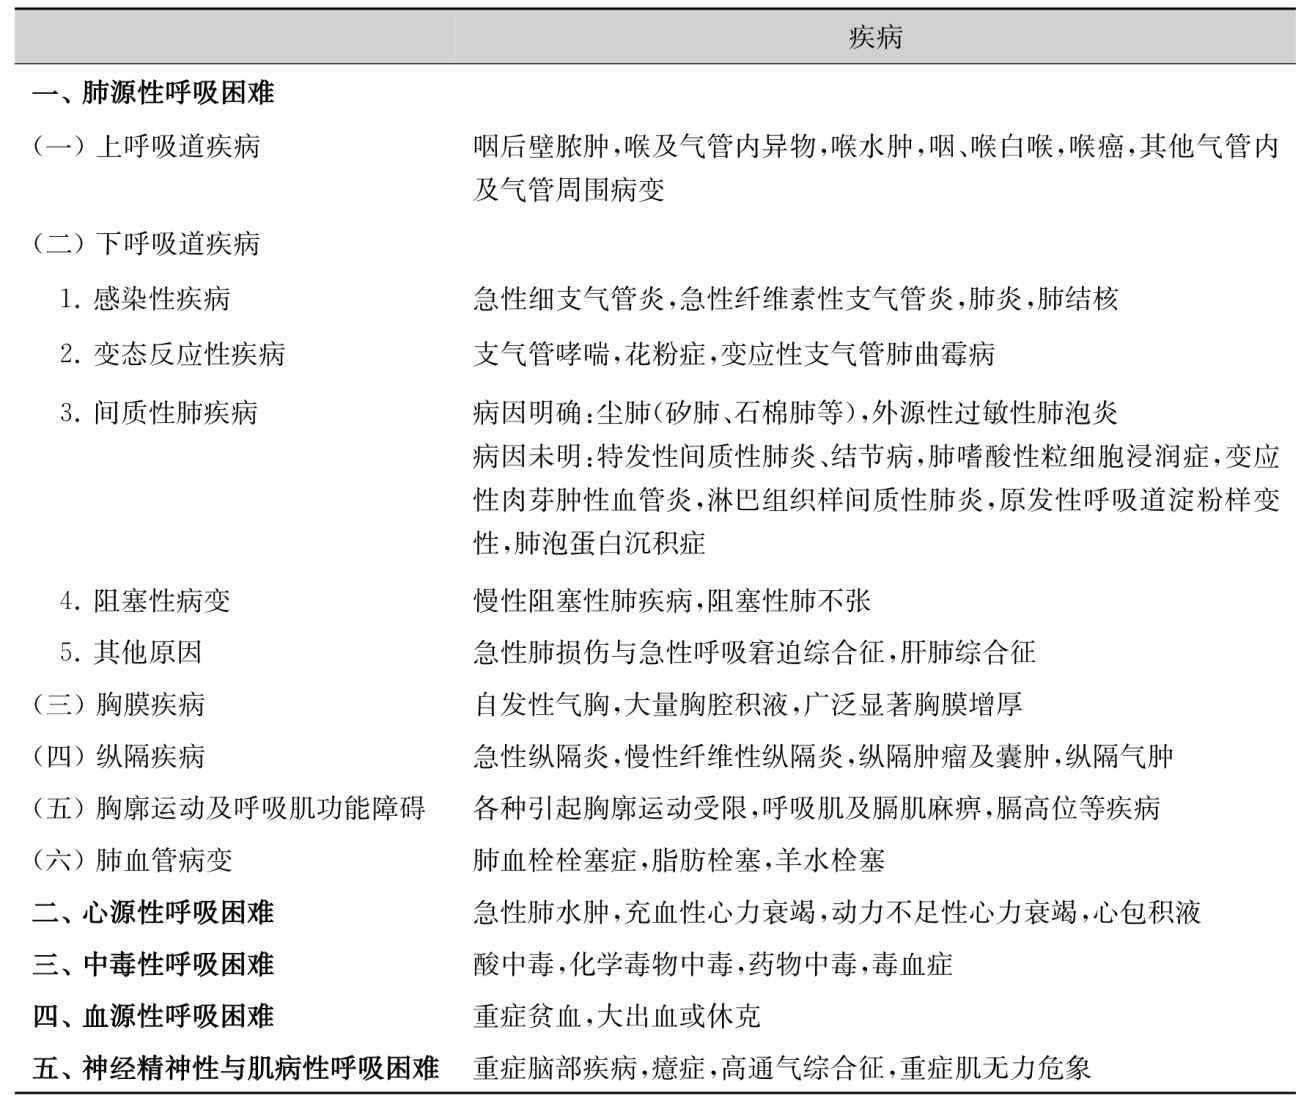 疾病
一、肺源性呼吸困难
（一）上呼吸道疾病 咽后壁脓肿，喉及气管内异物，喉水肿，咽、喉白喉，喉癌，其他气管内
及气管周围病变
（二）下呼吸道疾病
1. 感染性疾病 急性细支气管炎，急性纤维素性支气管炎，肺炎，肺结核
2. 变态反应性疾病 支气管哮喘，花粉症，变应性支气管肺曲霉病
3. 间质性肺疾病 病因明确：尘肺（矽肺、石棉肺等），外源性过敏性肺泡炎
病因未明：特发性间质性肺炎、结节病，肺嗜酸性粒细胞浸润症，变应
性肉芽肿性血管炎，淋巴组织样间质性肺炎，原发性呼吸道淀粉样变
性，肺泡蛋白沉积症
4. 阻塞性病变 慢性阻塞性肺疾病，阻塞性肺不张
5. 其他原因 急性肺损伤与急性呼吸窘迫综合征，肝肺综合征
（三）胸膜疾病 自发性气胸，大量胸腔积液，广泛显著胸膜增厚
（四）纵隔疾病 急性纵隔炎，慢性纤维性纵隔炎，纵隔肿瘤及囊肿，纵隔气肿
（五）胸廓运动及呼吸肌功能障碍 各种引起胸廓运动受限，呼吸肌及膈肌麻痹，膈高位等疾病
（六）肺血管病变 肺血栓栓塞症，脂肪栓塞，羊水栓塞
二、心源性呼吸困难 急性肺水肿，充血性心力衰竭，动力不足性心力衰竭，心包积液
三、中毒性呼吸困难 酸中毒，化学毒物中毒，药物中毒，毒血症
四、血源性呼吸困难 重症贫血，大出血或休克
五、神经精神性与肌病性呼吸困难 重症脑部疾病，癔症，高通气综合征，重症肌无力危象